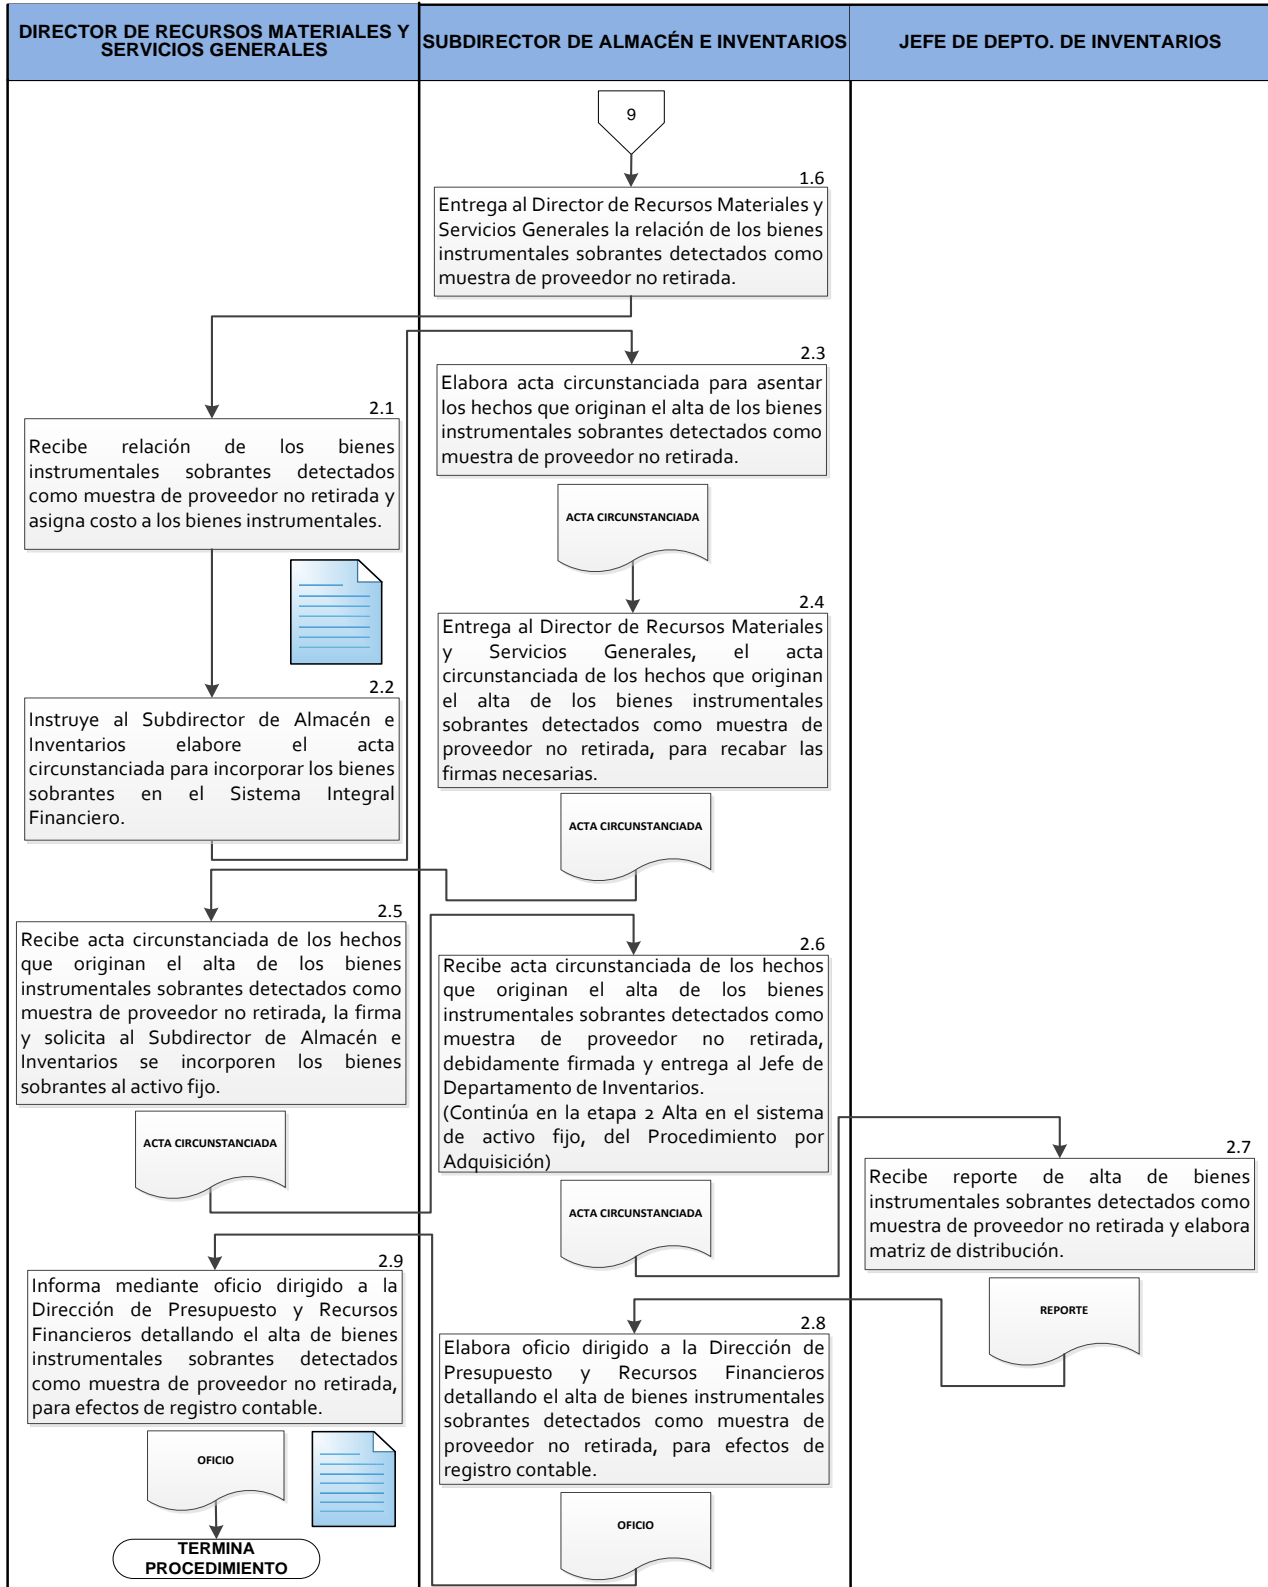 DIRECTOR DE RECURSOS MATERIALES Y
SERVICIOS GENERALES
SUBDIRECTOR DE ALMACÉN E INVENTARIOS
JEFE DE DEPTO. DE INVENTARIOS
9
1.6
Entrega al Director de Recursos Materiales y
Servicios Generales la relación de los bienes
instrumentales sobrantes detectados como
muestra de proveedor no retirada.
2.1
Recibe relación de los bienes
instrumentales sobrantes detectados
como muestra de proveedor no retirada y
asigna costo a los bienes instrumentales.
2.2
Instruye al Subdirector de Almacén e
Inventarios elabore el acta
circunstanciada para incorporar los bienes
sobrantes en el Sistema Integral
Financiero.
2.3
Elabora acta circunstanciada para asentar
los hechos que originan el alta de los bienes
instrumentales sobrantes detectados como
muestra de proveedor no retirada.
ACTA CIRCUNSTANCIADA
2.4
Entrega al Director de Recursos Materiales
y Servicios Generales, el acta
circunstanciada de los hechos que originan
el alta de los bienes instrumentales
sobrantes detectados como muestra de
proveedor no retirada, para recabar las
firmas necesarias.
ACTA CIRCUNSTANCIADA
2.5
Recibe acta circunstanciada de los hechos
que originan el alta de los bienes
instrumentales sobrantes detectados como
muestra de proveedor no retirada, la firma
y solicita al Subdirector de Almacén e
Inventarios se incorporen los bienes
sobrantes al activo fijo.
ACTA CIRCUNSTANCIADA
2.6
Recibe acta circunstanciada de los hechos
que originan el alta de los bienes
instrumentales sobrantes detectados como
muestra de proveedor no retirada,
debidamente firmada y entrega al Jefe de
Departamento de Inventarios.
(Continúa en la etapa 2 Alta en el sistema
de activo fijo, del Procedimiento por
Adquisición)
ACTA CIRCUNSTANCIADA
2.7
Recibe reporte de alta de bienes
instrumentales sobrantes detectados como
muestra de proveedor no retirada y elabora
matriz de distribución.
REPORTE
2.8
Elabora oficio dirigido a la Dirección de
Presupuesto y Recursos Financieros
detallando el alta de bienes instrumentales
sobrantes detectados como muestra de
proveedor no retirada, para efectos de
registro contable.
OFICIO
2.9
Informa mediante oficio dirigido a la
Dirección de Presupuesto y Recursos
Financieros detallando el alta de bienes
instrumentales sobrantes detectados
como muestra de proveedor no retirada,
para efectos de registro contable.
OFICIO
TERMINA
PROCEDIMIENTO